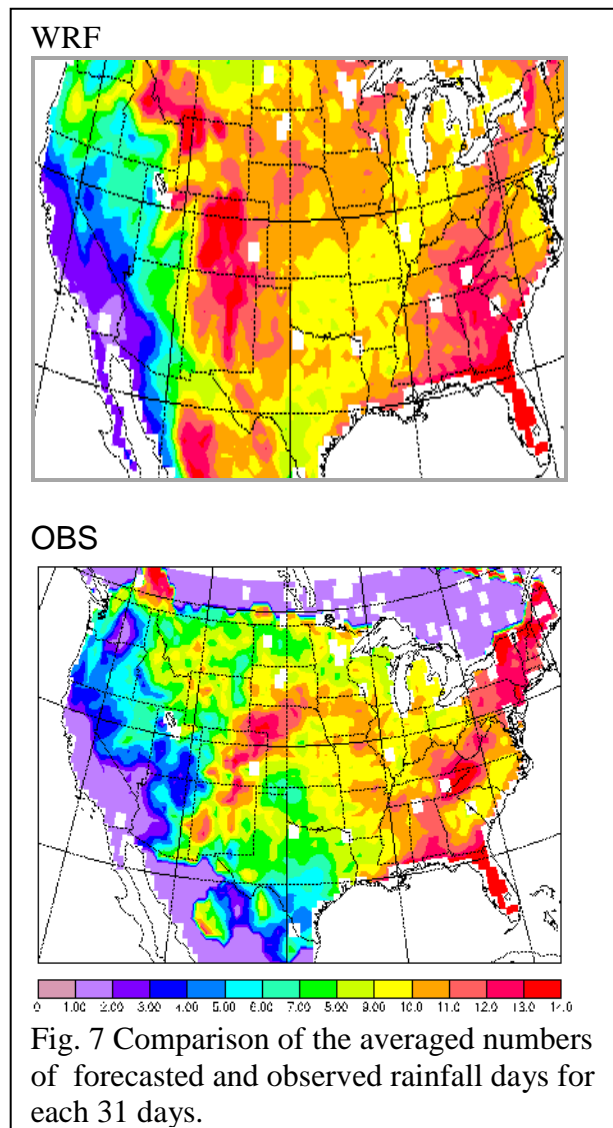 WRF
OBS
0. 1.00 2.00 3.00 4.00 5.00 6.00 7.00 8.00 9.00 10.0 11.0 12.0 13.0 14.0
Fig. 7 Comparison of the averaged numbers
of forecasted and observed rainfall days for
each 31 days.